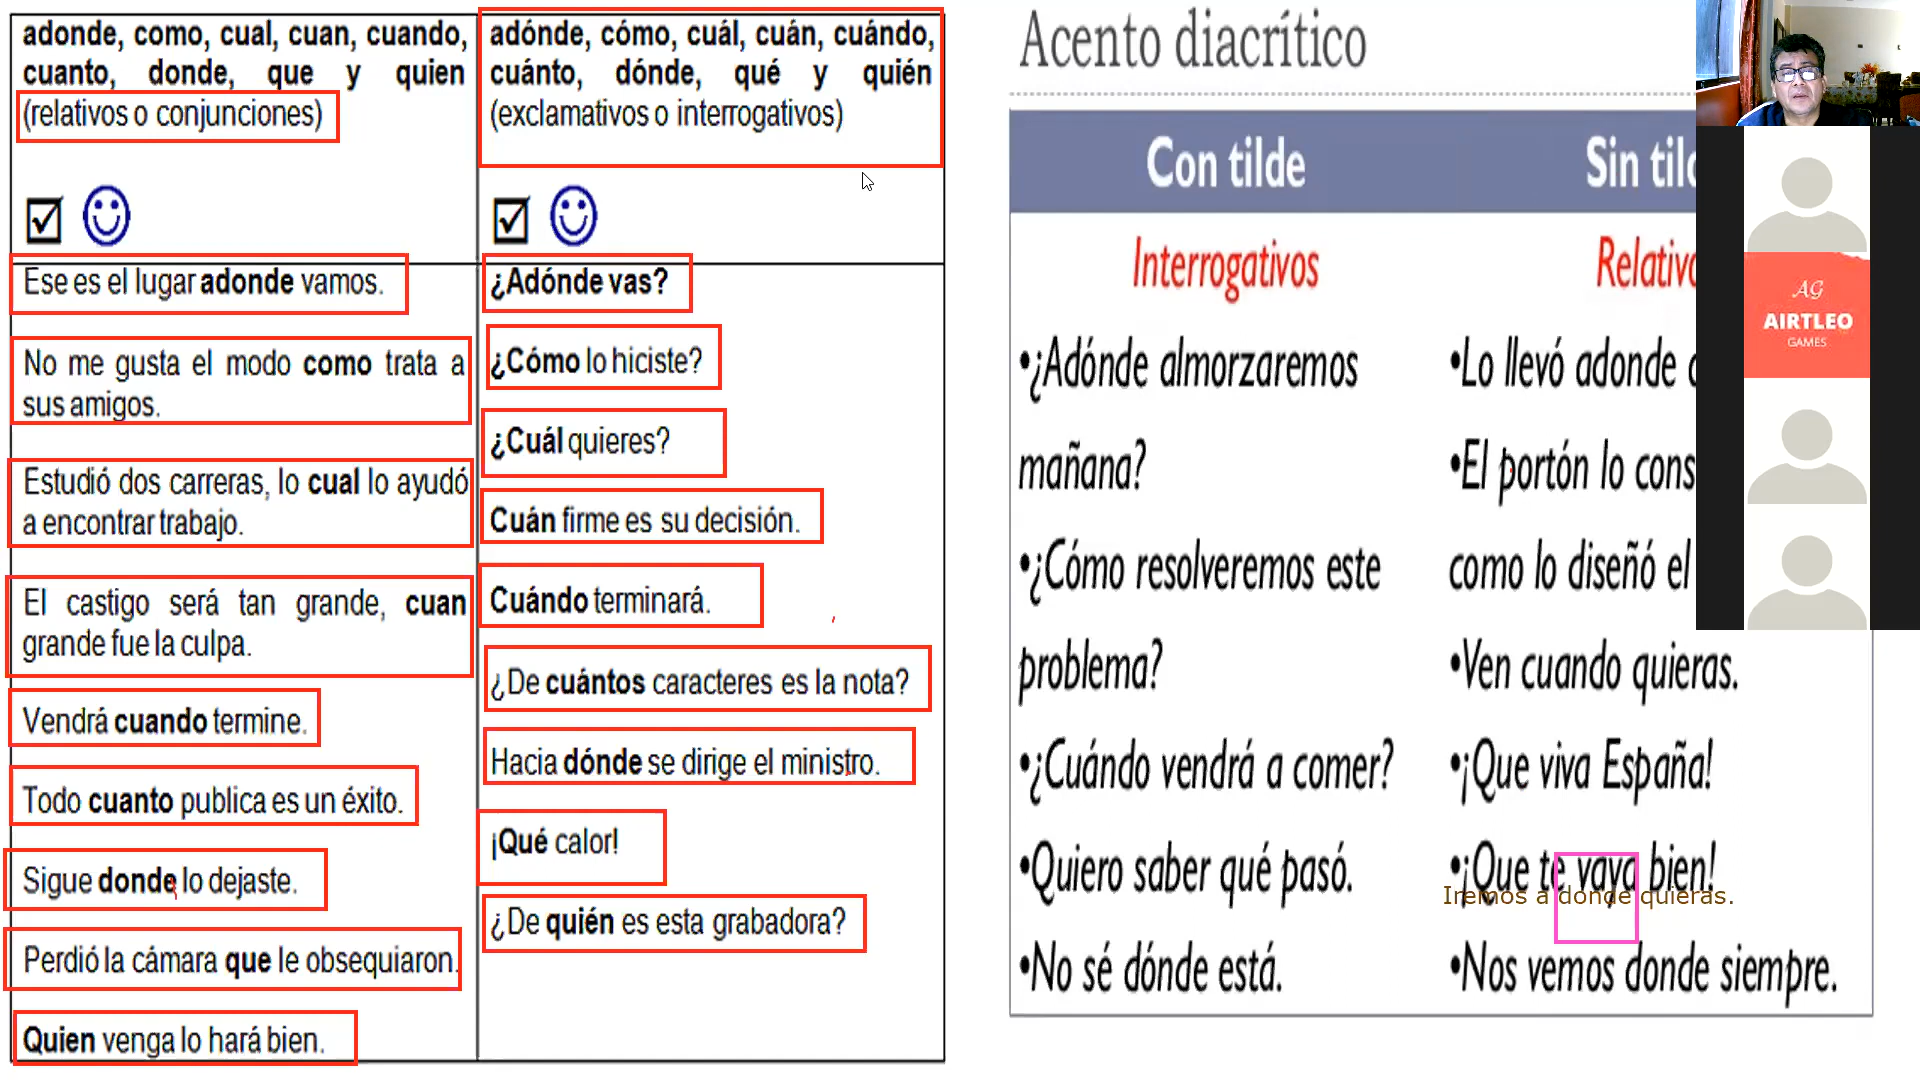 adonde, como, cual, cuan, cuando,
cuanto, donde, que y quien
(relativos o conjunciones)
Ese es el lugar adonde vamos.
No me gusta el modo como trata a
sus amigos.
Estudió dos carreras, lo cual lo ayudó
a encontrar trabajo.
El castigo será tan grande, cuan
grande fue la culpa.
Vendrá cuando termine.
Todo cuanto publica es un éxito.
Sigue donde lo dejaste.
Perdió la cámara que le obsequiaron.
Quien venga lo hará bien.
adónde, cómo, cuál, cuán, cuándo,
cuánto, dónde, qué y quién
(exclamativos o interrogativos)
¿Adónde vas?
¿Cómo lo hiciste?
¿Cuál quieres?
Cuán firme es su decisión.
Cuándo terminará.
¿De cuántos caracteres es la nota?
Hacia dónde se dirige el ministro.
¡Qué calor!
¿De quién es esta grabadora?
Acento diacrítico
Con tilde
Interrogativos
•¿Adónde almorzaremos
mañana?
•¿Cómo resolveremos este
problema?
•¿Cuándo vendrá a comer?
•Quiero saber qué pasó.
•No sé dónde está.
Sin
•Lo llevó adonde
•El portón lo
como lo diseñó el
•Ven cuando quieras.
•¡Que viva España!
•¡Que te vaya bien!
Iremos a donde quieras.
•Nos vemos donde siempre.
AG
AIRTLEO
GAMES